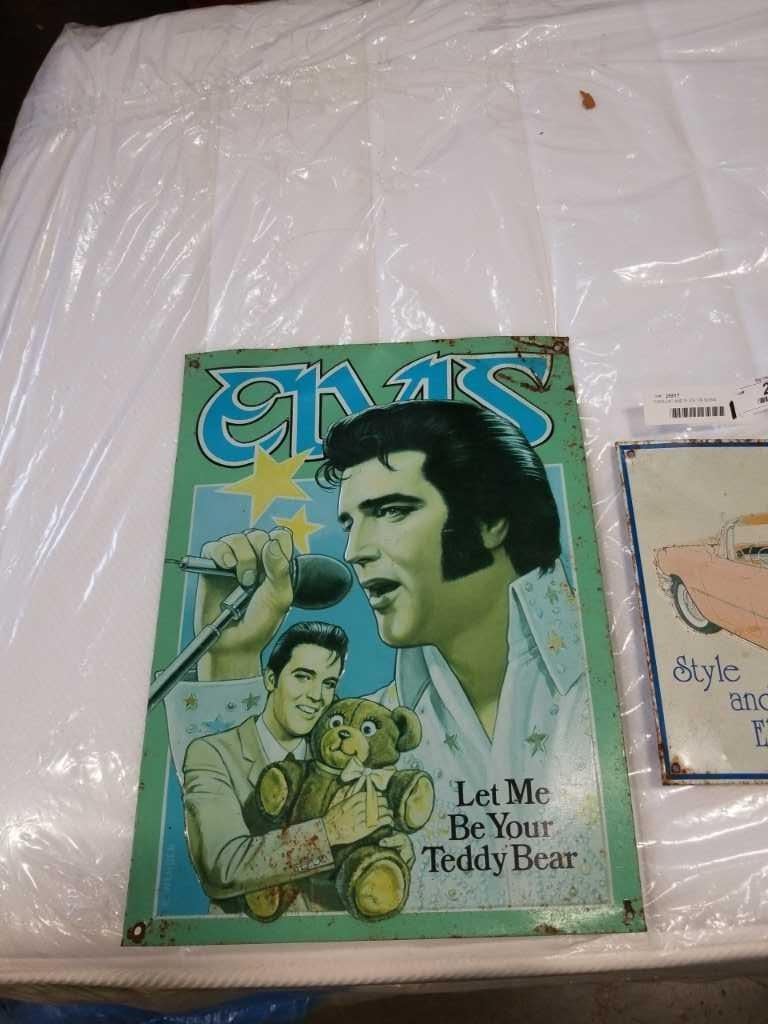 ELVIS
Let Me
Be Your
Teddy Bear
Style
and